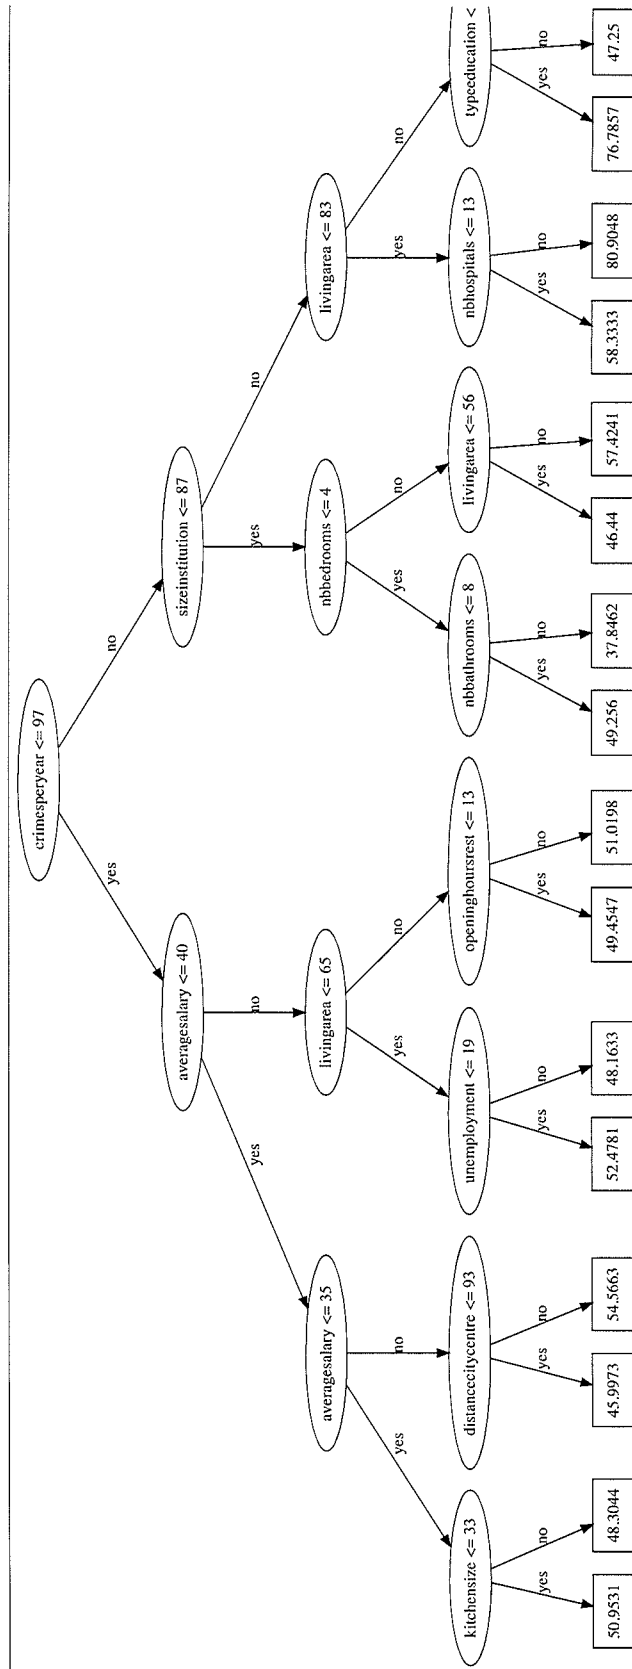 crimesperyear <= 97
yes
no
averagesalary <= 40
sizeinstitution <= 87
yes
no
yes
no
averagesalary <= 35
livingarea <= 65
nbbedrooms <= 4
livingarea <= 83
yes
no
yes
no
yes
no
yes
no
kitchensize <= 33
distancecitycentre <= 93
unemployment <= 19
openinghoursrest <= 13
nbbathrooms <= 8
livingarea <= 56
nbhospitals <= 13
typeeducation <
yes
no
yes
no
yes
no
yes
no
yes
no
yes
no
yes
no
yes
no
50.9531
48.3044
45.9973
54.5663
52.4781
48.1633
49.4547
51.0198
49.256
37.8462
46.44
57.4241
58.3333
80.9048
76.7857
47.25